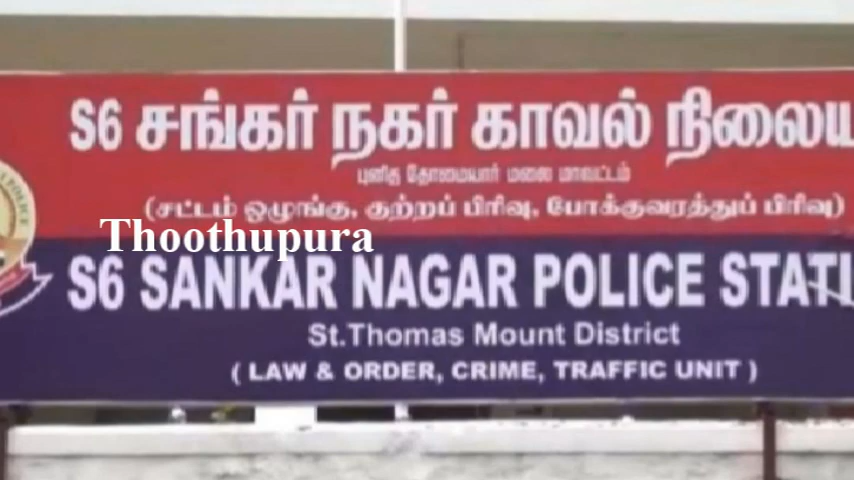 S6 சங்கர் நகர் காவல்
புனித தோமையார் மலை மாவட்டம்
(சட்டம் ஒழுங்கு, குற்றப் பிரிவு, போக்குவரத்துப் பிரிவு)
Thoothupura
S6 SANKAR NAGAR POLICE
St.Thomas Mount District
( LAW & ORDER, CRIME, TRAFFIC UNIT )